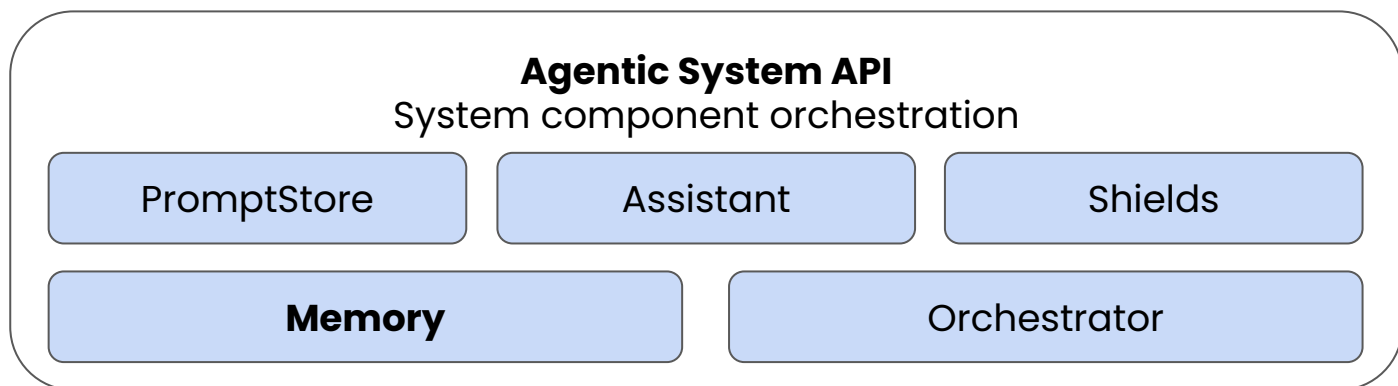 Agentic System API
System component orchestration
PromptStore
Assistant
Shields
Memory
Orchestrator